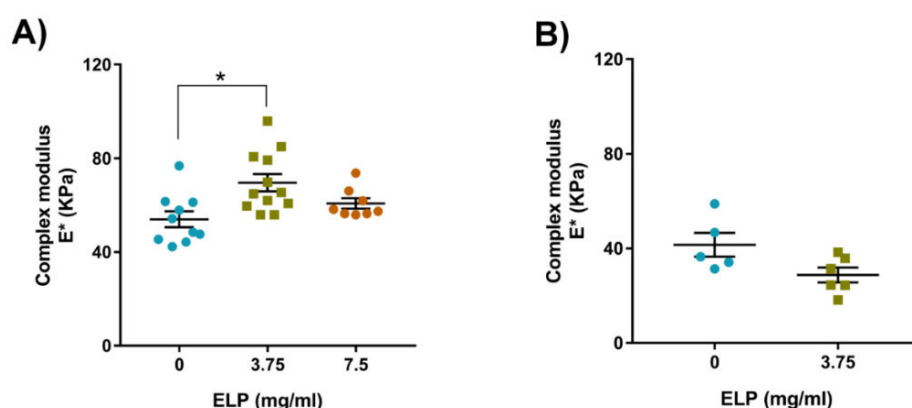 A)
Complex modulus
E* (KPa)
120
80
40
0
*
0
3.75
7.5
ELP (mg/ml)
B)
Complex modulus
E* (KPa)
120
80
40
0
0
3.75
ELP (mg/ml)